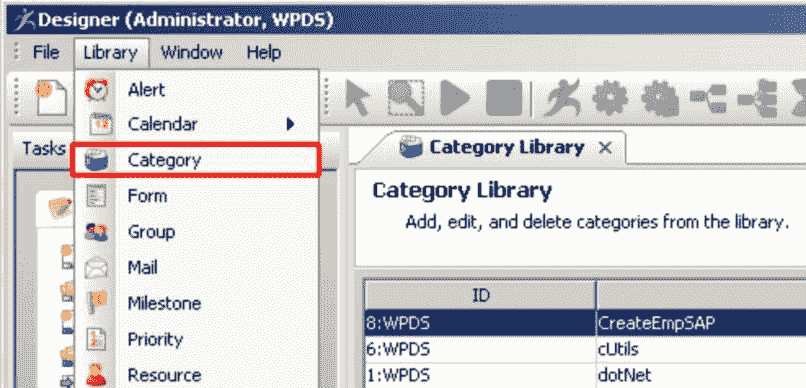 Designer (Administrator, WPDS)
File Library Window Help
Alert
Calendar
Tasks
Category
Category Library
Form
Group
Mail
Milestone
Priority
Resource
Category Library
Add, edit, and delete categories from the library.
ID
8:WPDS CreateEmpSAP
6:WPDS cUtils
1:WPDS dotNet